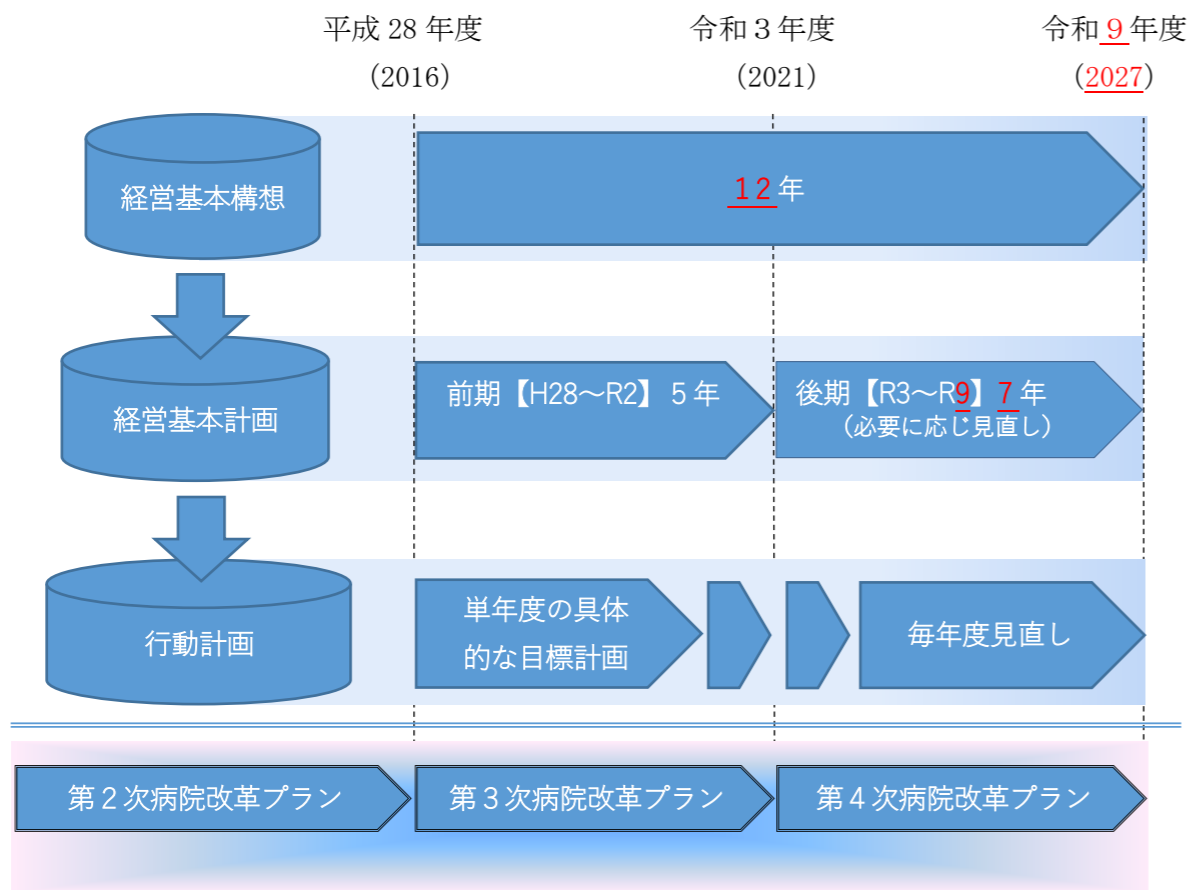 平成 28 年度
（2016）
令和３年度
（2021）
令和９年度
（2027）
経営基本構想
１２年
経営基本計画
前期【H28～R2】５年
後期【R3～R9】７年
（必要に応じ見直し）
行動計画
単年度の具体
的な目標計画
毎年度見直し
第２次病院改革プラン
第３次病院改革プラン
第４次病院改革プラン